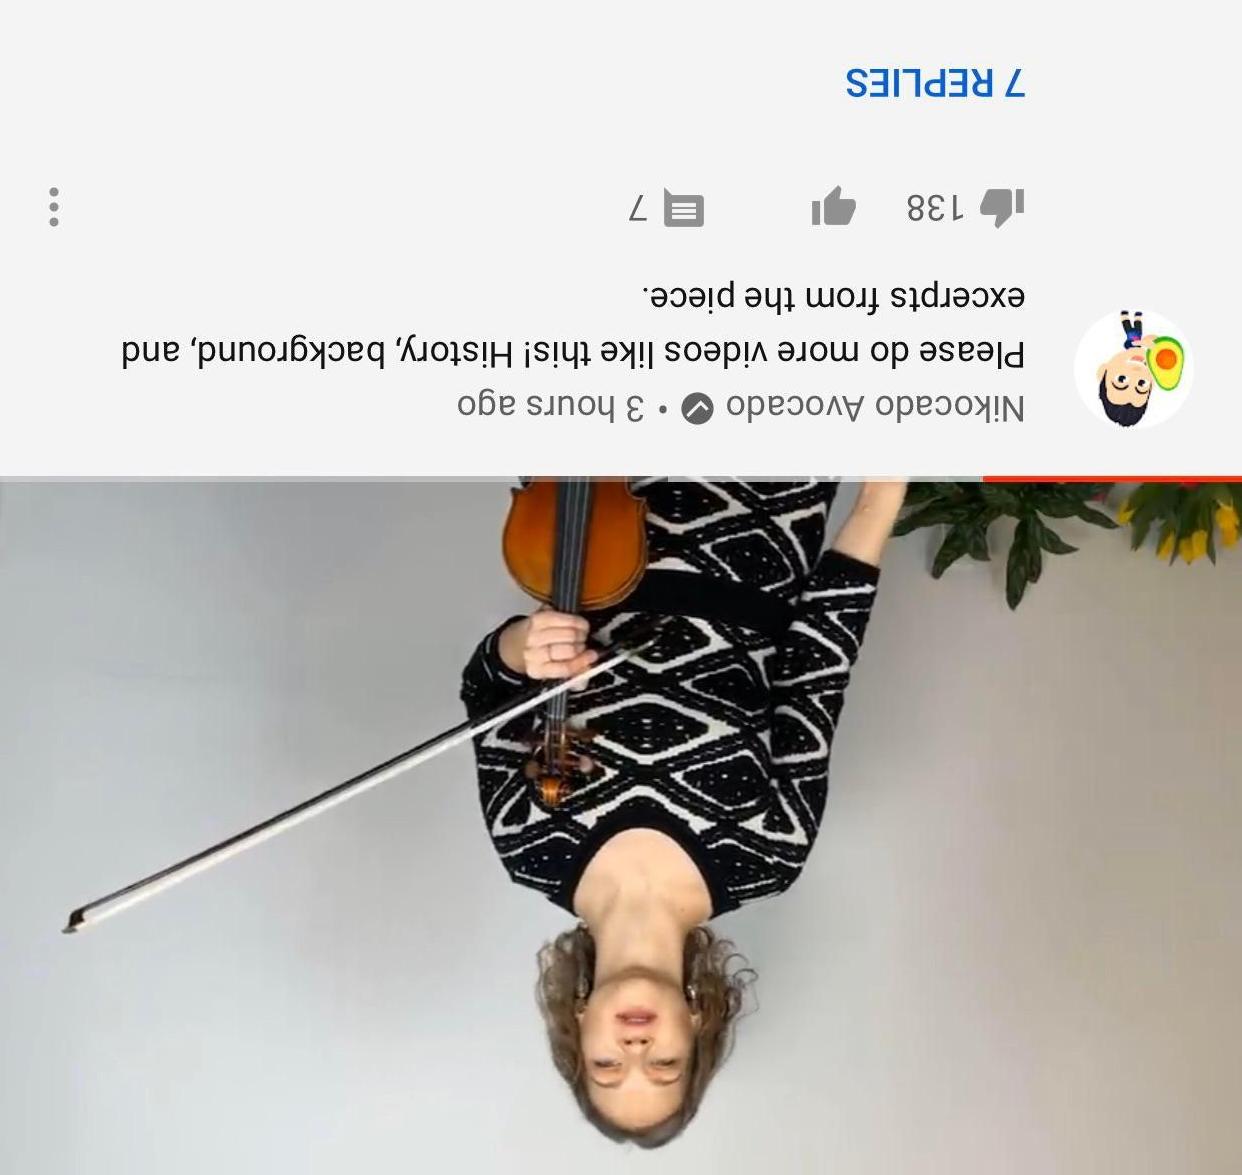 Nikocado Avocado • 3 hours ago
Please do more videos like this! History, background, and
excerpts from the piece.
138
7
7 REPLIES